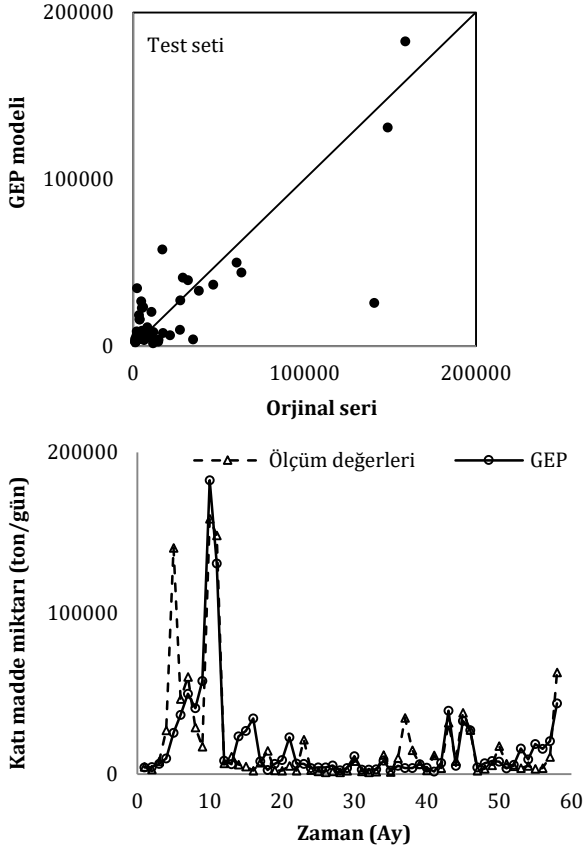 200000
Test seti
GEP modeli
100000
0
0
100000
200000
Orjinal seri
200000
Ölçüm değerleri
GEP
Katı madde miktarı (ton/gün)
100000
0
0
10
20
30
40
50
60
Zaman (Ay)